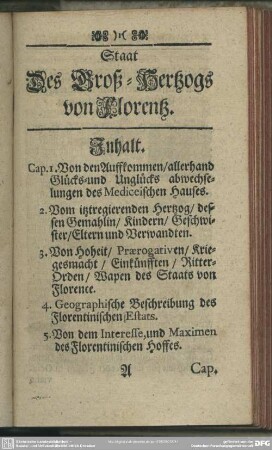 Staat
Des Groß-Hertzogs
von Florentz.
Inhalt.
Cap. 1. Von den Auffkommen/allerhand
Glücks-und Unglücks abwechse-
lungen des Mediceischen Hauses.
2. Vom itztregierenden Hertzog/ des-
sen Gemahlin/ Kindern/ Geschwi-
ster/Eltern und Verwandten.
3. Von Hoheit/ Prærogativen/ Krie-
gesmacht/ Einkünfften/ Ritter-
Orden/ Wapen des Staats von
Florence.
4. Geographische Beschreibung des
Florentinischen Estats.
5. Von dem Interesse, und Maximen
des Florentinischen Hoffes.
A Cap.
DFG